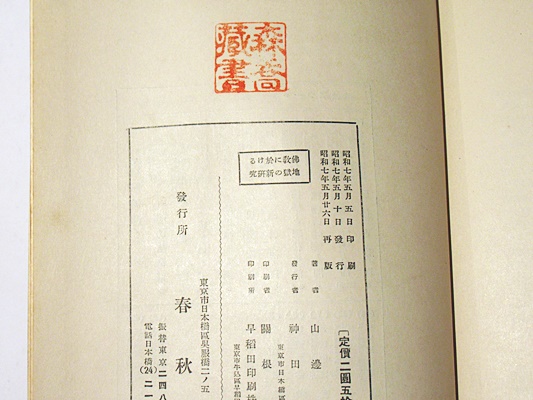 藏書印
昭和七年五月五日印刷
昭和七年五月十日發行
昭和七年五月廿六日再版
〔定價二圓五拾
佛教に於ける
地獄の新研究
著者 山邊
發行者 神田
東京市日本橋
印刷者 關根
印刷所 早稻田印刷株
東京市牛込區早稻
發行所 春秋
東京市日本橋區吳服橋二ノ五
振替東京二四八
電話日本橋(24)二一